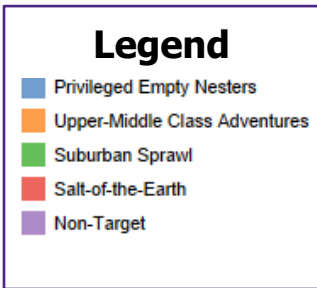 Legend
Privileged Empty Nesters
Upper-Middle Class Adventures
Suburban Sprawl
Salt-of-the-Earth
Non-Target